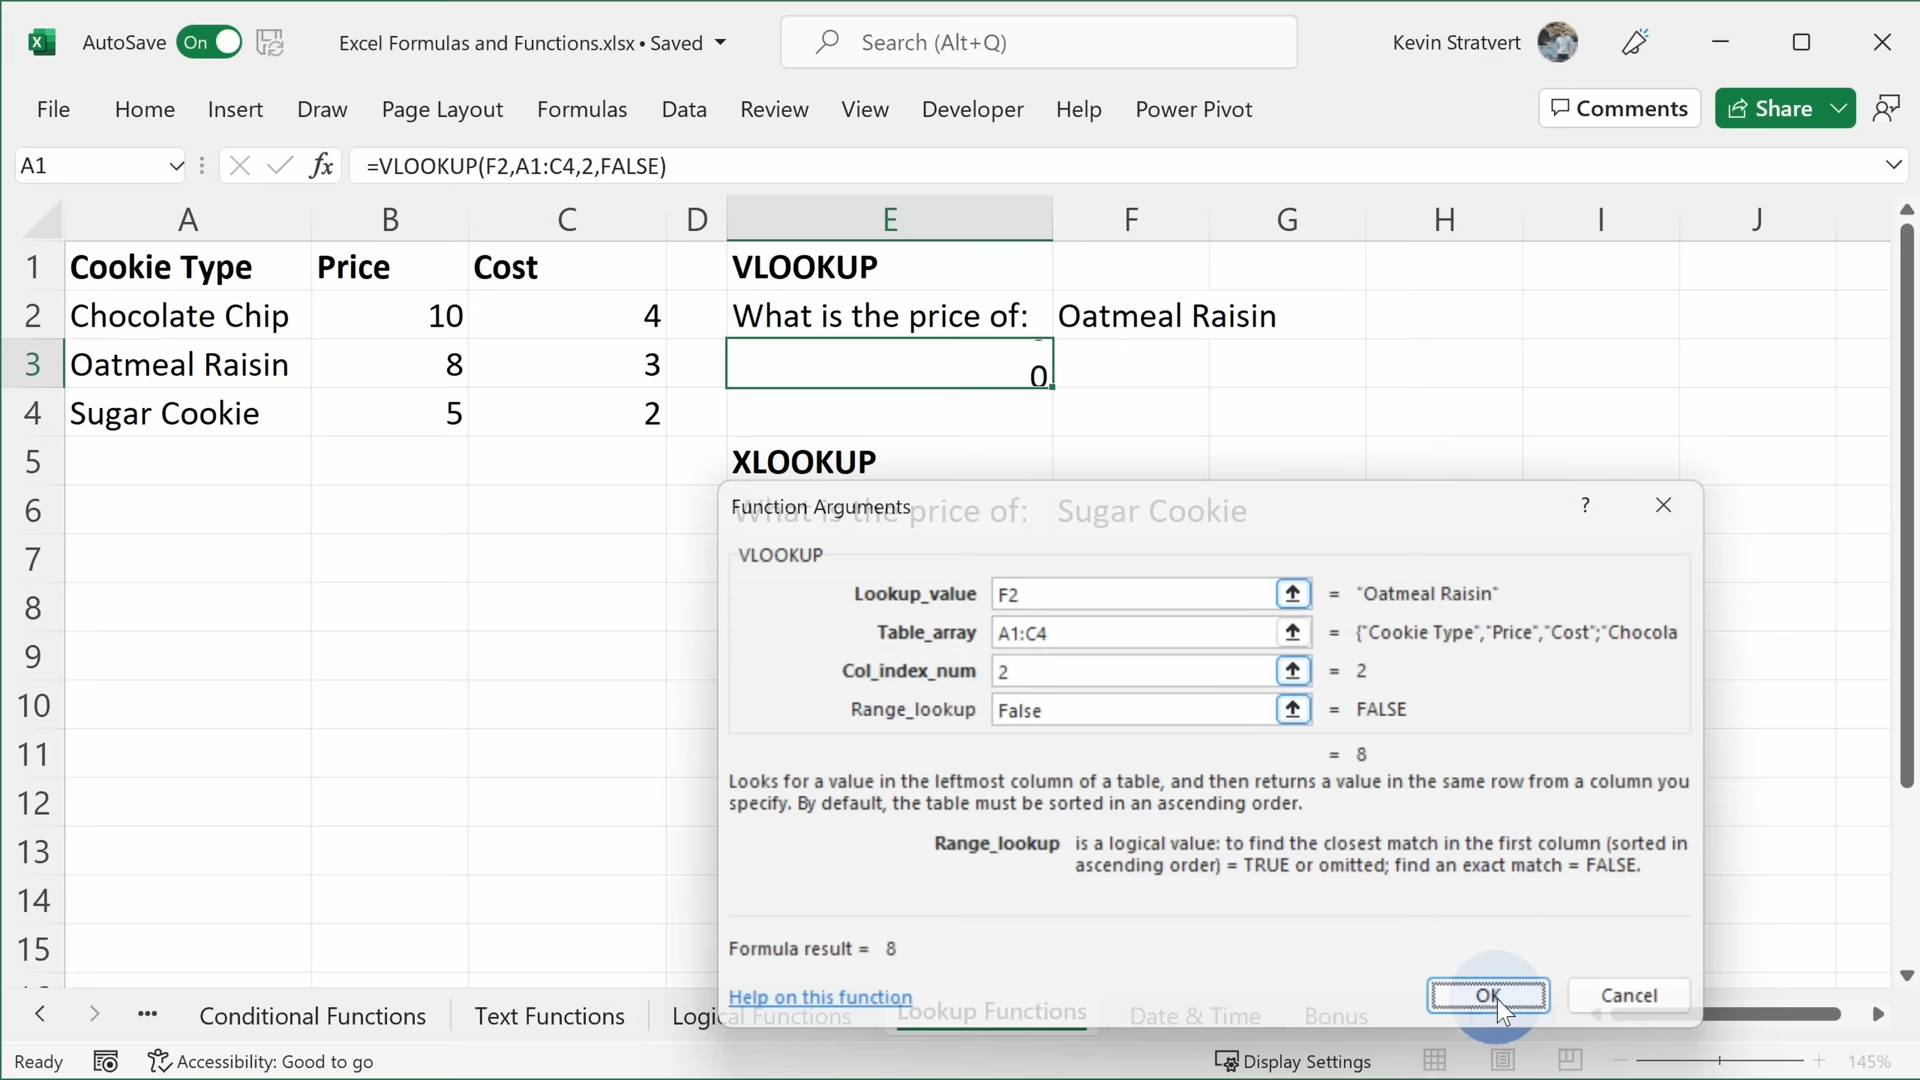 AutoSave On Excel Formulas and Functions.xlsx • Saved Search (Alt+Q) Kevin Stratvert
File Home Insert Draw Page Layout Formulas Data Review View Developer Help Power Pivot Comments Share
A1 fx =VLOOKUP(F2,A1:C4,2,FALSE)
A B C D E F G H I J
1 Cookie Type Price Cost VLOOKUP
2 Chocolate Chip 10 4 What is the price of: Oatmeal Raisin
3 Oatmeal Raisin 8 3 0
4 Sugar Cookie 5 2
5 XLOOKUP
6 What is the price of: Sugar Cookie
Function Arguments ?
7 VLOOKUP
8 Lookup_value F2 = "Oatmeal Raisin"
Table_array A1:C4 = {"Cookie Type","Price","Cost";"Chocola
9
Col_index_num 2 = 2
10 Range_lookup False = FALSE
11 = 8
12 Looks for a value in the leftmost column of a table, and then returns a value in the same row from a column you
specify. By default, the table must be sorted in an ascending order.
13 Range_lookup is a logical value: to find the closest match in the first column (sorted in
ascending order) = TRUE or omitted; find an exact match = FALSE.
14
15 Formula result = 8
Help on this function OK Cancel
Conditional Functions Text Functions Logical Functions Lookup Functions Date & Time Bonus
Ready Accessibility: Good to go Display Settings 145%